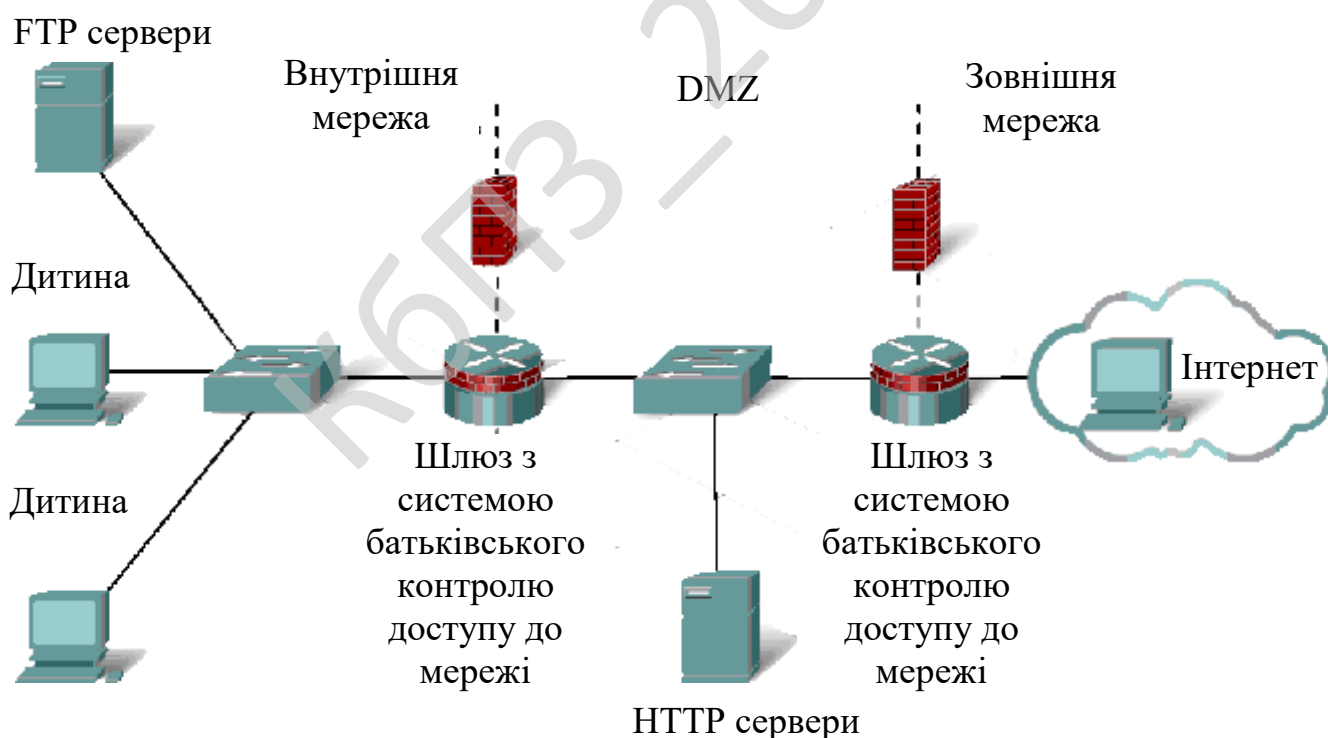 FTP сервери
Внутрішня
мережа
DMZ
Зовнішня
мережа
Дитина
Інтернет
Дитина
Шлюз з
системою
батьківського
контролю
доступу до
мережі
Шлюз з
системою
батьківського
контролю
доступу до
мережі
HTTP сервери